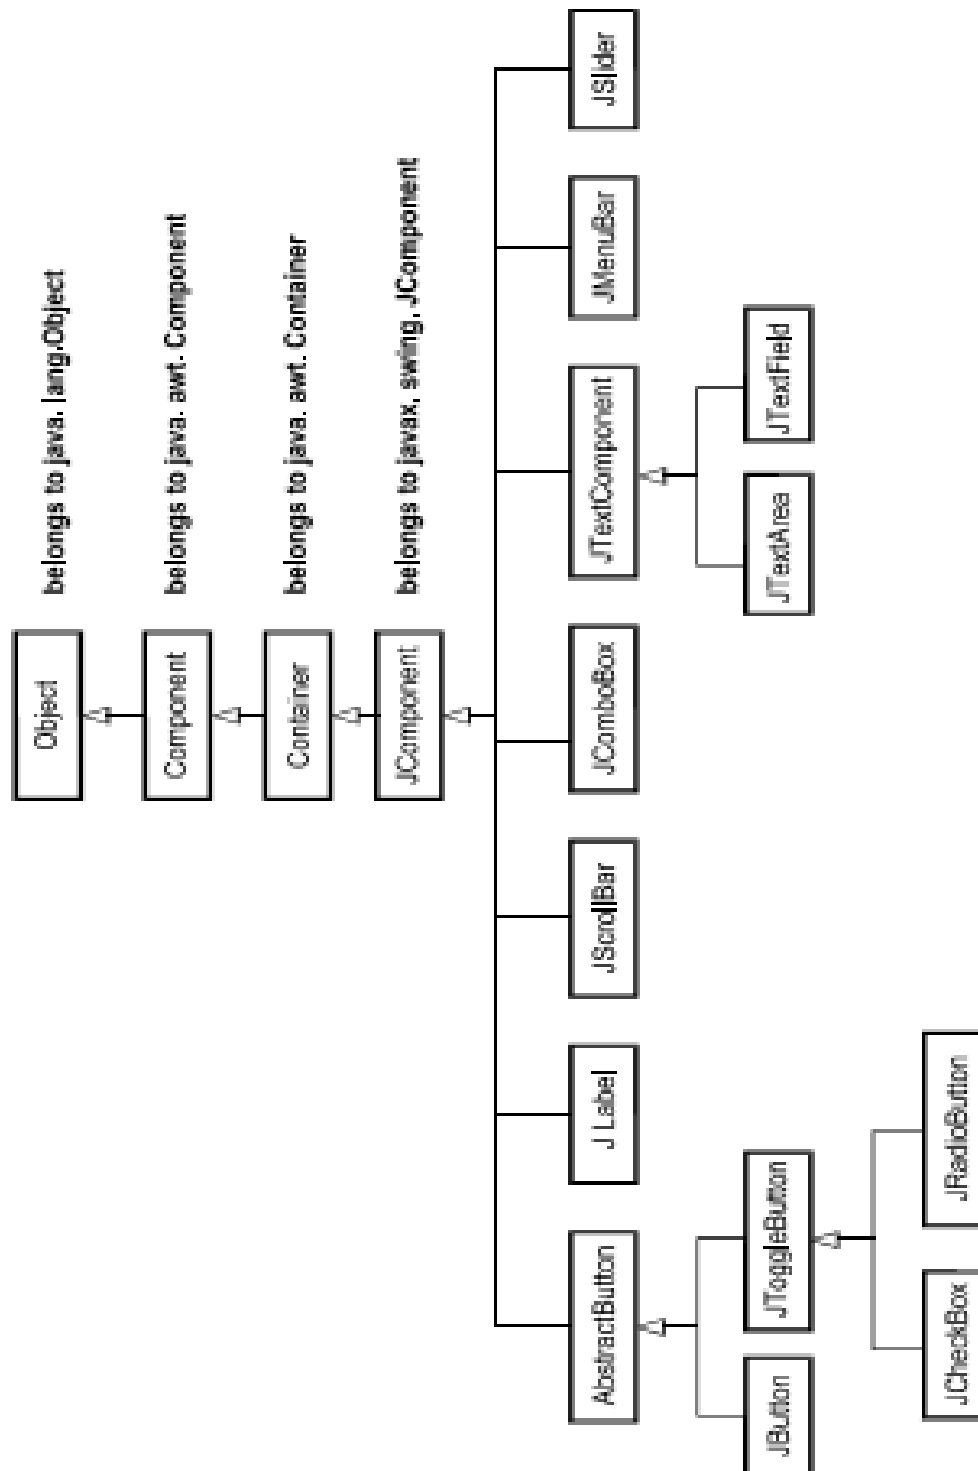 Object
belongs to java. lang.Object
Component
belongs to java. awt. Component
Container
belongs to java. awt. Container
JComponent
belongs to javax, swing, JComponent
AbstractButton
J Label
JScrollBar
JComboBox
JTextComponent
JMenuBar
JSlider
JButton
JToggleButton
JTextArea
JTextField
JCheckBox
JRadioButton